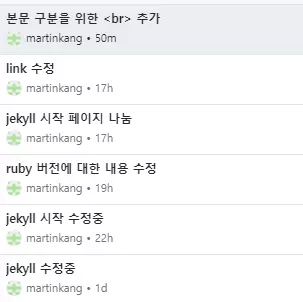 본문 구분을 위한 <br> 추가
martinkang • 50m
link 수정
martinkang • 17h
jekyll 시작 페이지 나눔
martinkang • 17h
ruby 버전에 대한 내용 수정
martinkang • 19h
jekyll 시작 수정중
martinkang • 22h
jekyll 수정중
martinkang • 1d